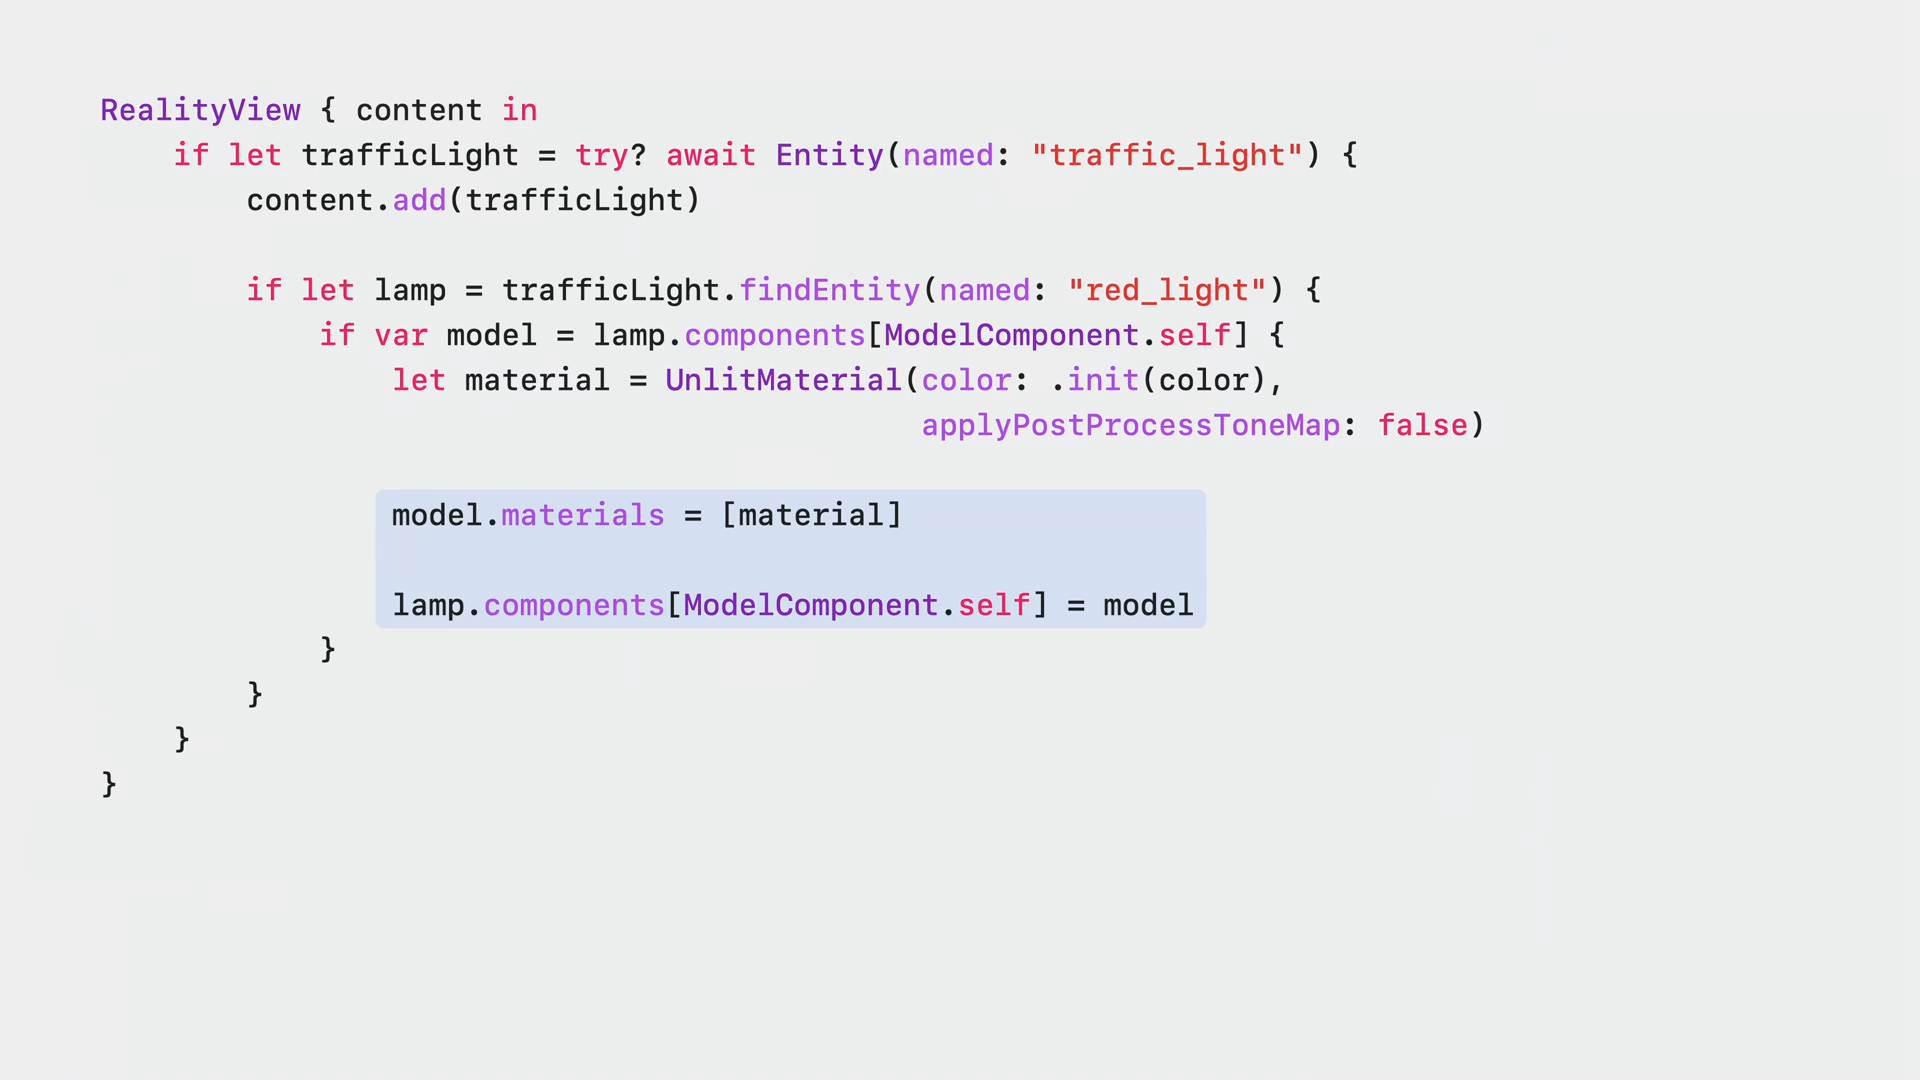 RealityView { content in
    if let trafficLight = try? await Entity(named: "traffic_light") {
        content.add(trafficLight)

        if let lamp = trafficLight.findEntity(named: "red_light") {
            if var model = lamp.components[ModelComponent.self] {
                let material = UnlitMaterial(color: .init(color),
                                             applyPostProcessToneMap: false)

                model.materials = [material]

                lamp.components[ModelComponent.self] = model
            }
        }
    }
}